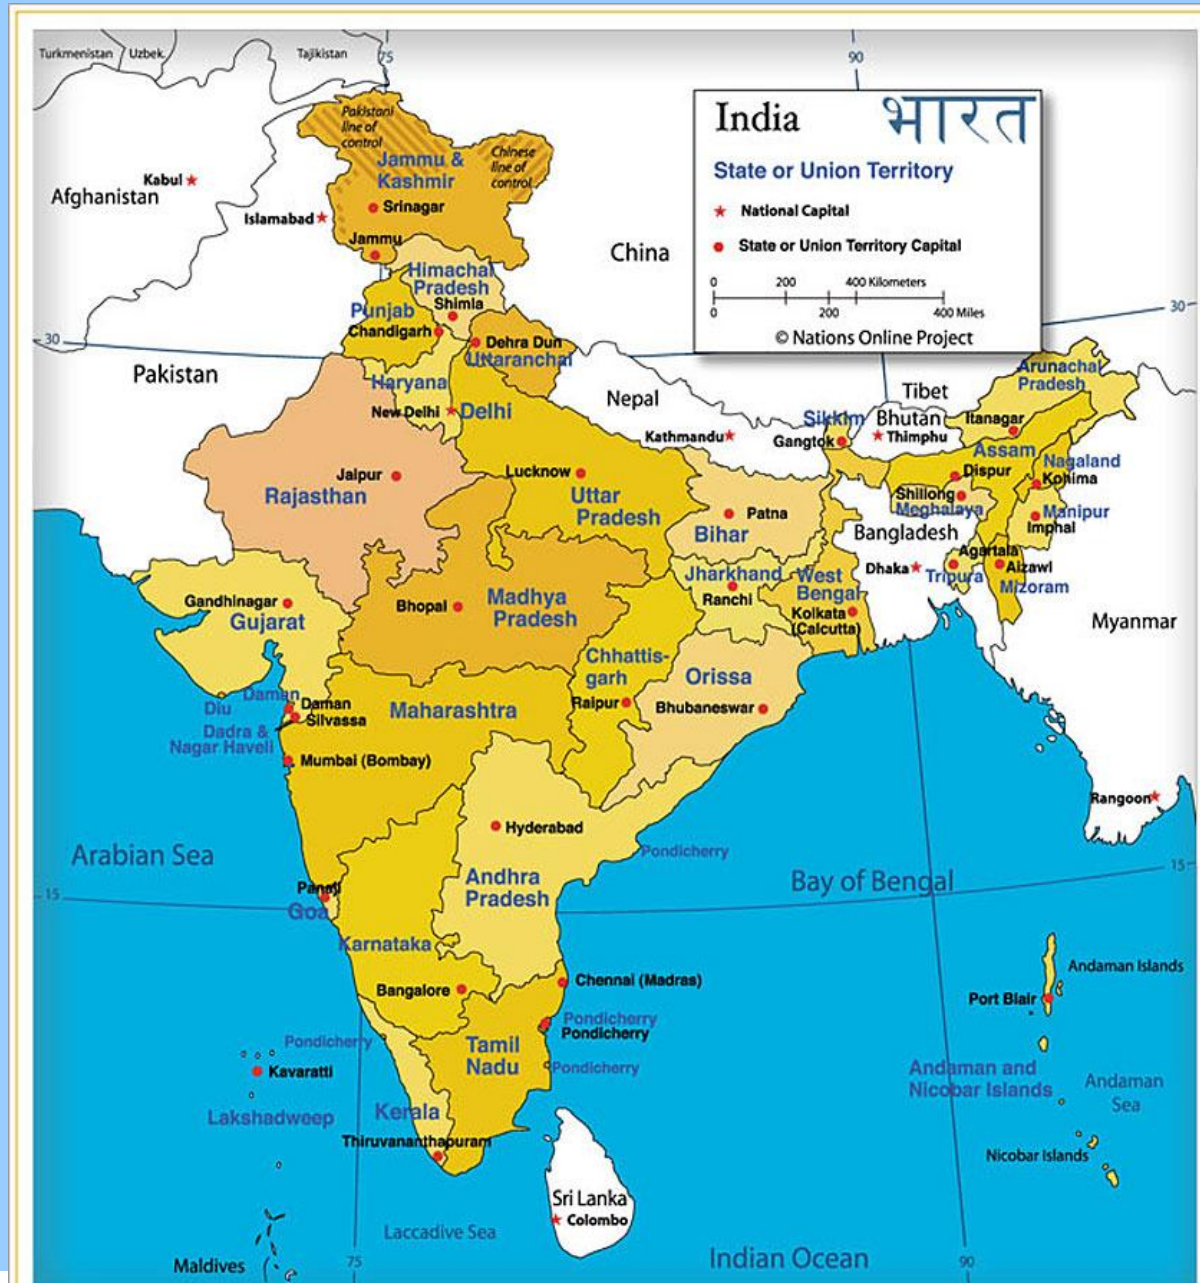 Turkmenistan
Uzbek.
Tajikistan
75
90
Pakistani
line of
control
Chinese
line of
control
Jammu &
Kashmir
Srinagar
Jammu
Kabul
Afghanistan
Islamabad
China
India भारत
State or Union Territory
National Capital
State or Union Territory Capital
0 200 400 Kilometers
0 200 400 Miles
© Nations Online Project
Himachal
Pradesh
Shimla
Punjab
Chandigarh
30
30
Dehra Dun
Uttaranchal
Pakistan
Haryana
New Delhi
Delhi
Nepal
Kathmandu
Tibet
Sikkim
Gangtok
Bhutan
Thimphu
Arunachal
Pradesh
Itanagar
Assam
Dispur
Nagaland
Kohima
Shillong
Meghalaya
Manipur
Imphal
Bangladesh
Dhaka
Agartala
Tripura
Aizawl
Mizoram
Myanmar
Jaipur
Rajasthan
Lucknow
Uttar
Pradesh
Patna
Bihar
Jharkhand
Ranchi
West
Bengal
Kolkata
(Calcutta)
Gandhinagar
Gujarat
Bhopal
Madhya
Pradesh
Chhattis-
garh
Raipur
Orissa
Bhubaneswar
Daman
Diu
Daman
Silvassa
Dadra &
Nagar Haveli
Maharashtra
Mumbai (Bombay)
Rangoon
Hyderabad
Arabian Sea
Pondicherry
Andhra
Pradesh
Bay of Bengal
15
15
Panaji
Goa
Karnataka
Bangalore
Chennai (Madras)
Andaman Islands
Port Blair
Pondicherry
Pondicherry
Pondicherry
Tamil
Nadu
Pondicherry
Kavaratti
Lakshadweep
Kerala
Thiruvananthapuram
Andaman and
Nicobar Islands
Andaman
Sea
Nicobar Islands
Sri Lanka
Colombo
Laccadive Sea
Maldives
75
Indian Ocean
90